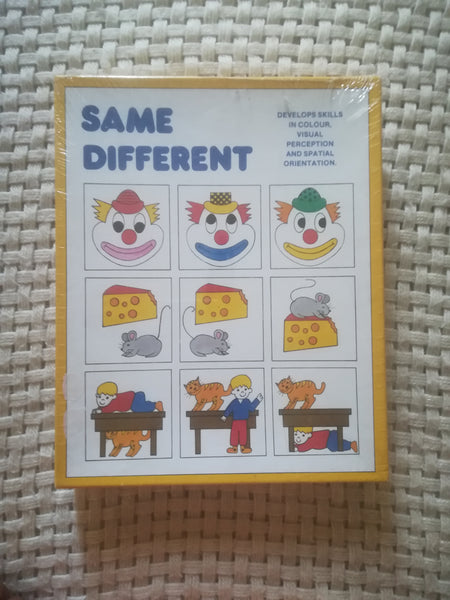 SAME
DIFFERENT
DEVELOPS SKILLS
IN COLOUR,
VISUAL
PERCEPTION
AND SPATIAL
ORIENTATION.